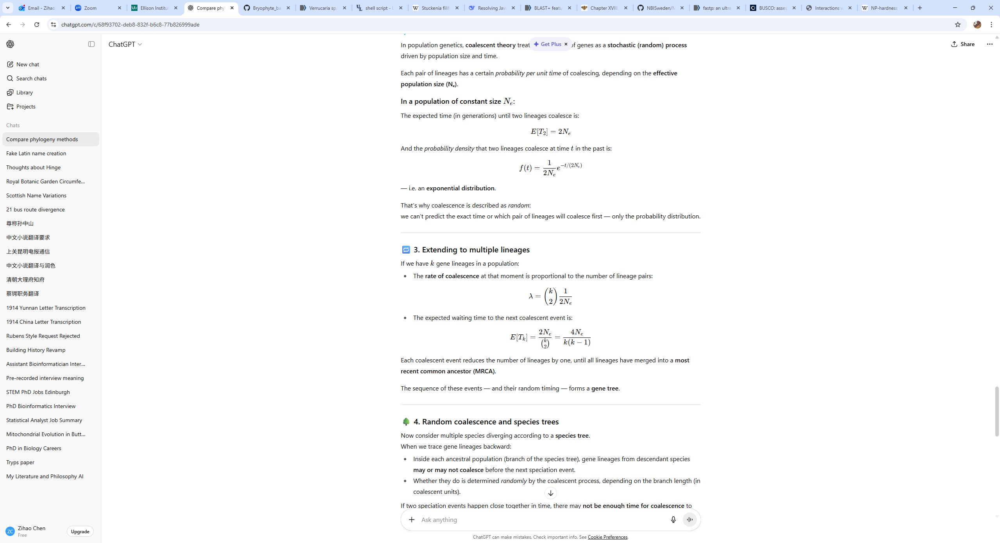 Email - Zihao
Zoom
Ellison Institut
Compare phyl
Bryophyte_ba
Verrucaria sp.
shell script - U
Stuckenia filif
Resolving Java
BLAST+ featu
Chapter XVIII.
NBISweden/M
fastp: an ultra
BUSCO: asses
Interactions w
NP-hardness
chatgpt.com/c/68f93702-deb8-832f-b6c8-77b826999ade
ChatGPT
Get Plus
Share
New chat
Search chats
Library
Projects
Chats
Compare phylogeny methods
Fake Latin name creation
Thoughts about Hinge
Royal Botanic Garden Circumfe...
Scottish Name Variations
21 bus route divergence
尊称孙中山
中文小说翻译要求
上关昆明电报通信
中文小说翻译与润色
清朝大理府知府
蔡锷职务翻译
1914 Yunnan Letter Transcription
1914 China Letter Transcription
Rubens Style Request Rejected
Building History Revamp
Assistant Bioinformatician Inter...
Pre-recorded interview meaning
STEM PhD Jobs Edinburgh
PhD Bioinformatics Interview
Statistical Analyst Job Summary
Mitochondrial Evolution in Butt...
PhD in Biology Careers
Tryps paper
My Literature and Philosophy AI
ZC
Zihao Chen
Free
Upgrade
In population genetics, coalescent theory treat of genes as a stochastic (random) process
driven by population size and time.
Each pair of lineages has a certain probability per unit time of coalescing, depending on the effective
population size (Nₑ).
In a population of constant size Nₑ:
The expected time (in generations) until two lineages coalesce is:
E[T₂] = 2Nₑ
And the probability density that two lineages coalesce at time t in the past is:
f(t) = 1/(2Nₑ) e^(−t/(2Nₑ))
— i.e. an exponential distribution.
That's why coalescence is described as random:
we can't predict the exact time or which pair of lineages will coalesce first — only the probability distribution.
3. Extending to multiple lineages
If we have k gene lineages in a population:
• The rate of coalescence at that moment is proportional to the number of lineage pairs:
λ = (k 2) 1/(2Nₑ)
• The expected waiting time to the next coalescent event is:
E[Tₖ] = 2Nₑ/(k 2) = 4Nₑ/(k(k − 1))
Each coalescent event reduces the number of lineages by one, until all lineages have merged into a most
recent common ancestor (MRCA).
The sequence of these events — and their random timing — forms a gene tree.
4. Random coalescence and species trees
Now consider multiple species diverging according to a species tree.
When we trace gene lineages backward:
• Inside each ancestral population (branch of the species tree), gene lineages from descendant species
may or may not coalesce before the next speciation event.
• Whether they do is determined randomly by the coalescent process, depending on the branch length (in
coalescent units).
If two speciation events happen close together in time, there may not be enough time for coalescence to
Ask anything
ChatGPT can make mistakes. Check important info. See Cookie Preferences.